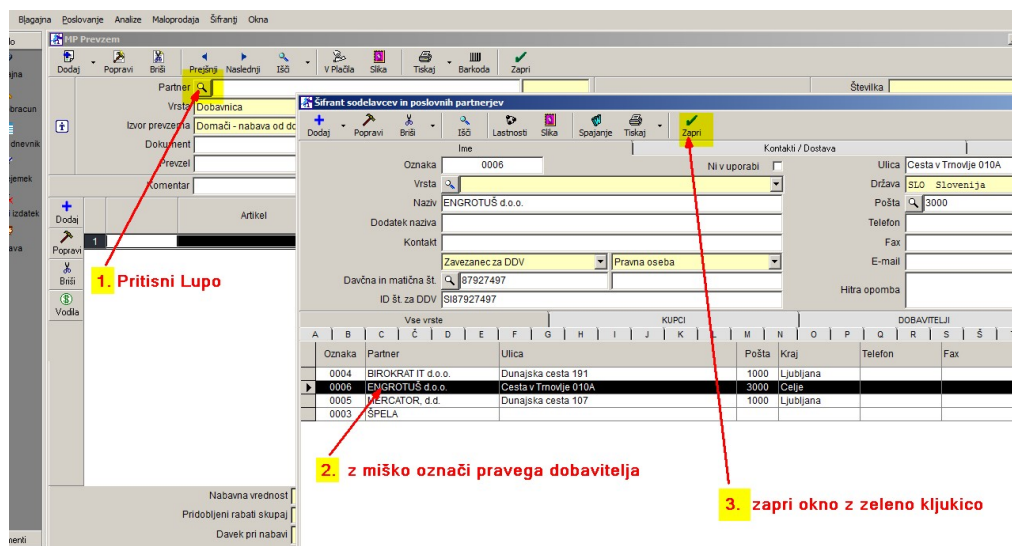 Blagajna Poslovanje Analize Maloprodaja Šifranti Okna
MP Prevzem
Dodaj Popravi Briši Prejšnji Naslednji Išči V Plačila Slika Tiskaj Barkoda Zapri
Partner
Številka
Vrsta Dobavnica
Izvor prevzema Domači - nabava od do
Dokument
Prevzel
Komentar
dnevnik
izdatek
Artikel
Dodaj
Popravi
1
Briši
Vodila
1. Pritisni Lupo
Šifrant sodelavcev in poslovnih partnerjev
Dodaj Popravi Briši Išči Lastnosti Slika Spajanje Tiskaj Zapri
Ime Kontakti / Dostava
Oznaka 0006 Ni v uporabi Ulica Cesta v Trnovlje 010A
Vrsta Država SLO Slovenija
Naziv ENGROTUŠ d.o.o. Pošta 3000
Dodatek naziva Telefon
Kontakt Fax
Zavezanec za DDV Pravna oseba E-mail
Davčna in matična št. 87927497
Hitra opomba
ID št. za DDV SI87927497
Vse vrste KUPCI DOBAVITELJI
A B C Č D E F G H I J K L M N O P Q R S Š T
Oznaka Partner Ulica Pošta Kraj Telefon Fax
0004 BIROKRAT IT d.o.o. Dunajska cesta 191 1000 Ljubljana
0006 ENGROTUŠ d.o.o. Cesta v Trnovlje 010A 3000 Celje
0005 MERCATOR, d.d. Dunajska cesta 107 1000 Ljubljana
0003 ŠPELA
2. z miško označi pravega dobavitelja
3. zapri okno z zeleno kljukico
Nabavna vrednost
Pridobljeni rabati skupaj
Davek pri nabavi